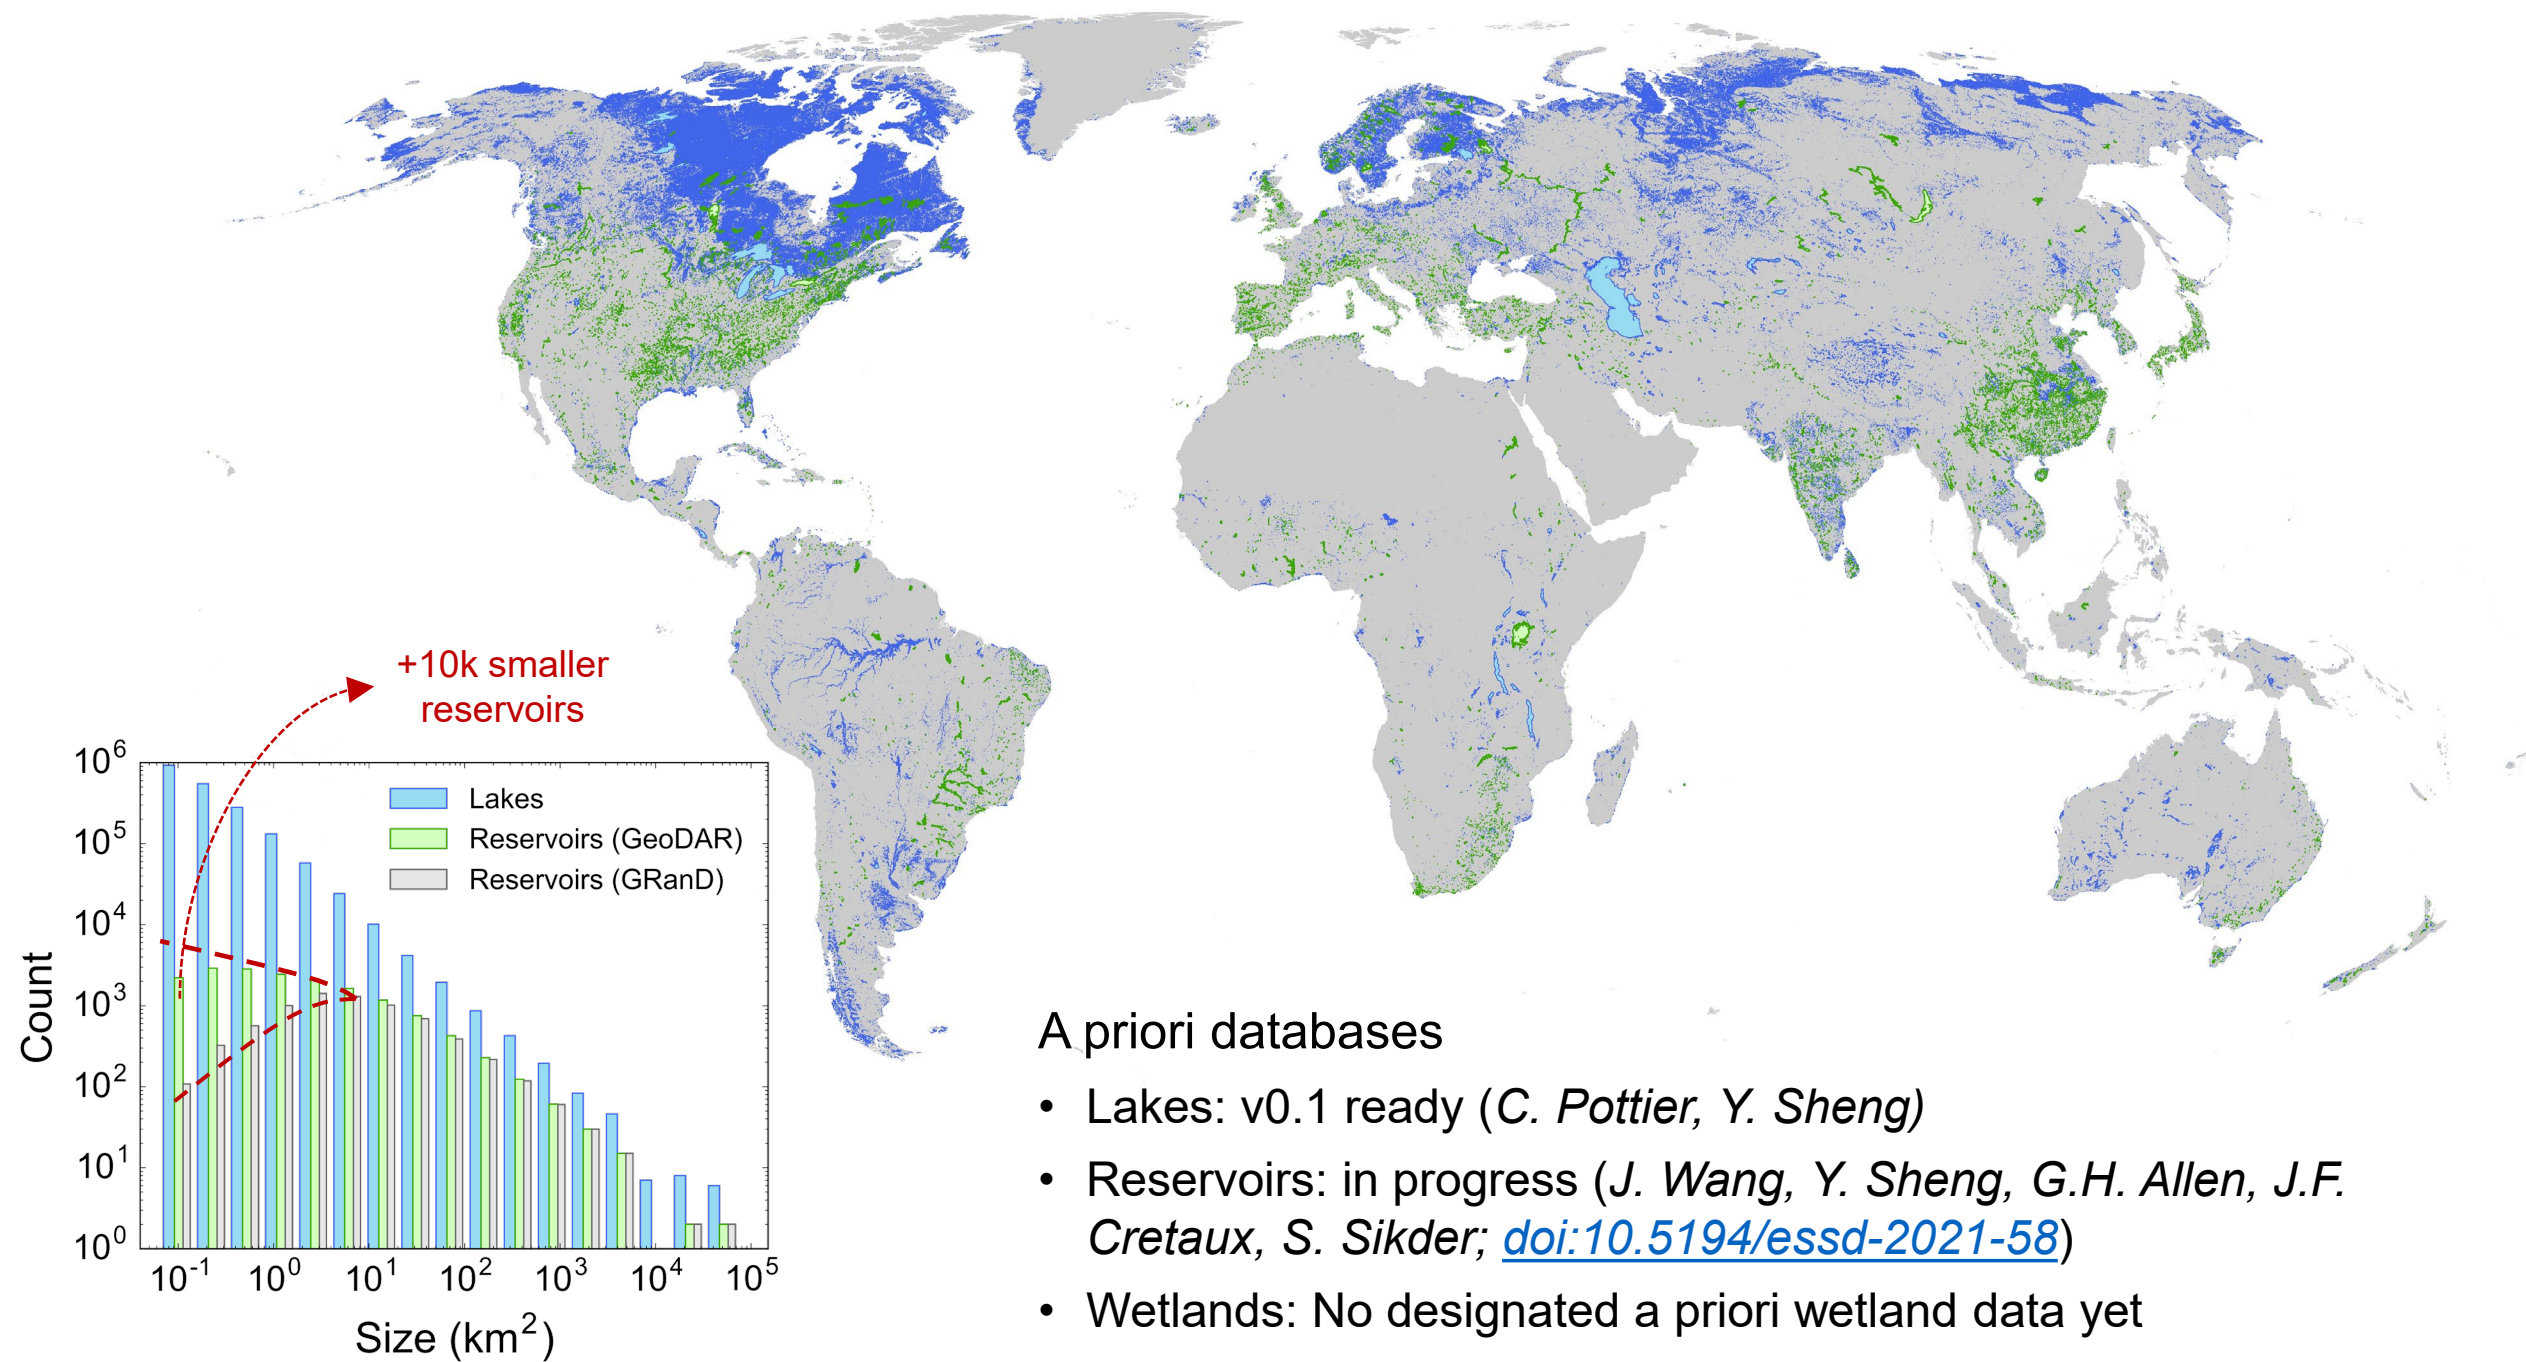 +10k smaller
reservoirs
10^6
10^5
10^4
10^3
10^2
10^1
10^0
Count
Lakes
Reservoirs (GeoDAR)
Reservoirs (GRanD)
10^-1 10^0 10^1 10^2 10^3 10^4 10^5
Size (km^2)
A priori databases
• Lakes: v0.1 ready (C. Pottier, Y. Sheng)
• Reservoirs: in progress (J. Wang, Y. Sheng, G.H. Allen, J.F.
Cretaux, S. Sikder; doi:10.5194/essd-2021-58)
• Wetlands: No designated a priori wetland data yet